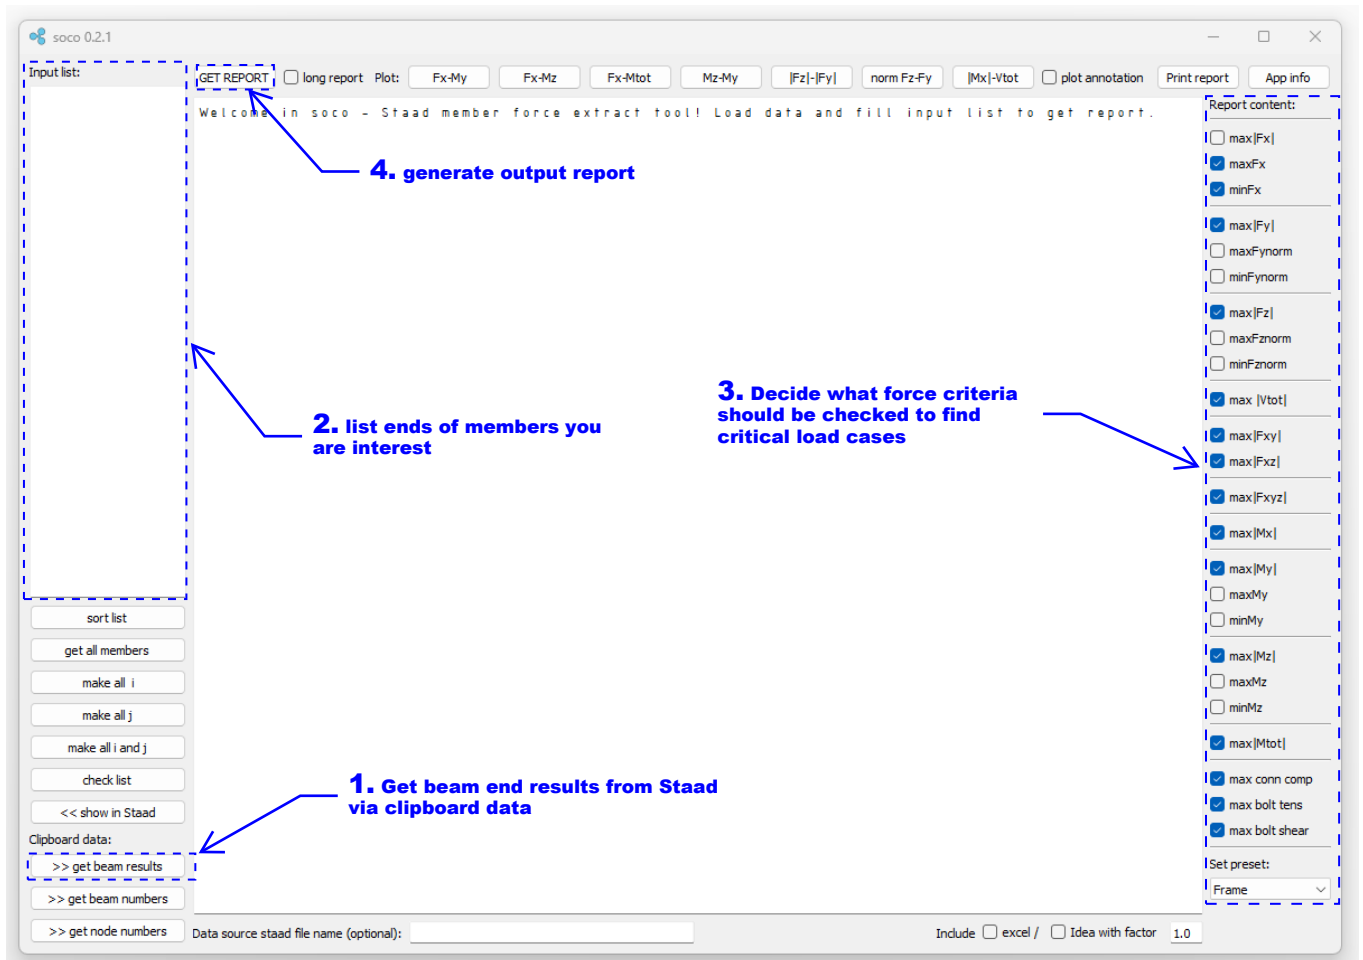 soco 0.2.1
Input list:
GET REPORT long report Plot: Fx-My Fx-Mz Fx-Mtot Mz-My |Fz|-|Fy| norm Fz-Fy |Mx|-Vtot plot annotation Print report App info
Welcome in soco - Staad member force extract tool! Load data and fill input list to get report.
4. generate output report
2. list ends of members you
are interest
3. Decide what force criteria
should be checked to find
critical load cases
1. Get beam end results from Staad
via clipboard data
sort list
get all members
make all i
make all j
make all i and j
check list
<< show in Staad
Clipboard data:
>> get beam results
>> get beam numbers
>> get node numbers
Data source staad file name (optional):
Include excel / Idea with factor 1.0
Report content:
max|Fx|
maxFx
minFx
max|Fy|
maxFynorm
minFynorm
max|Fz|
maxFznorm
minFznorm
max |Vtot|
max|Fxy|
max|Fxz|
max|Fxyz|
max|Mx|
max|My|
maxMy
minMy
max|Mz|
maxMz
minMz
max|Mtot|
max conn comp
max bolt tens
max bolt shear
Set preset:
Frame